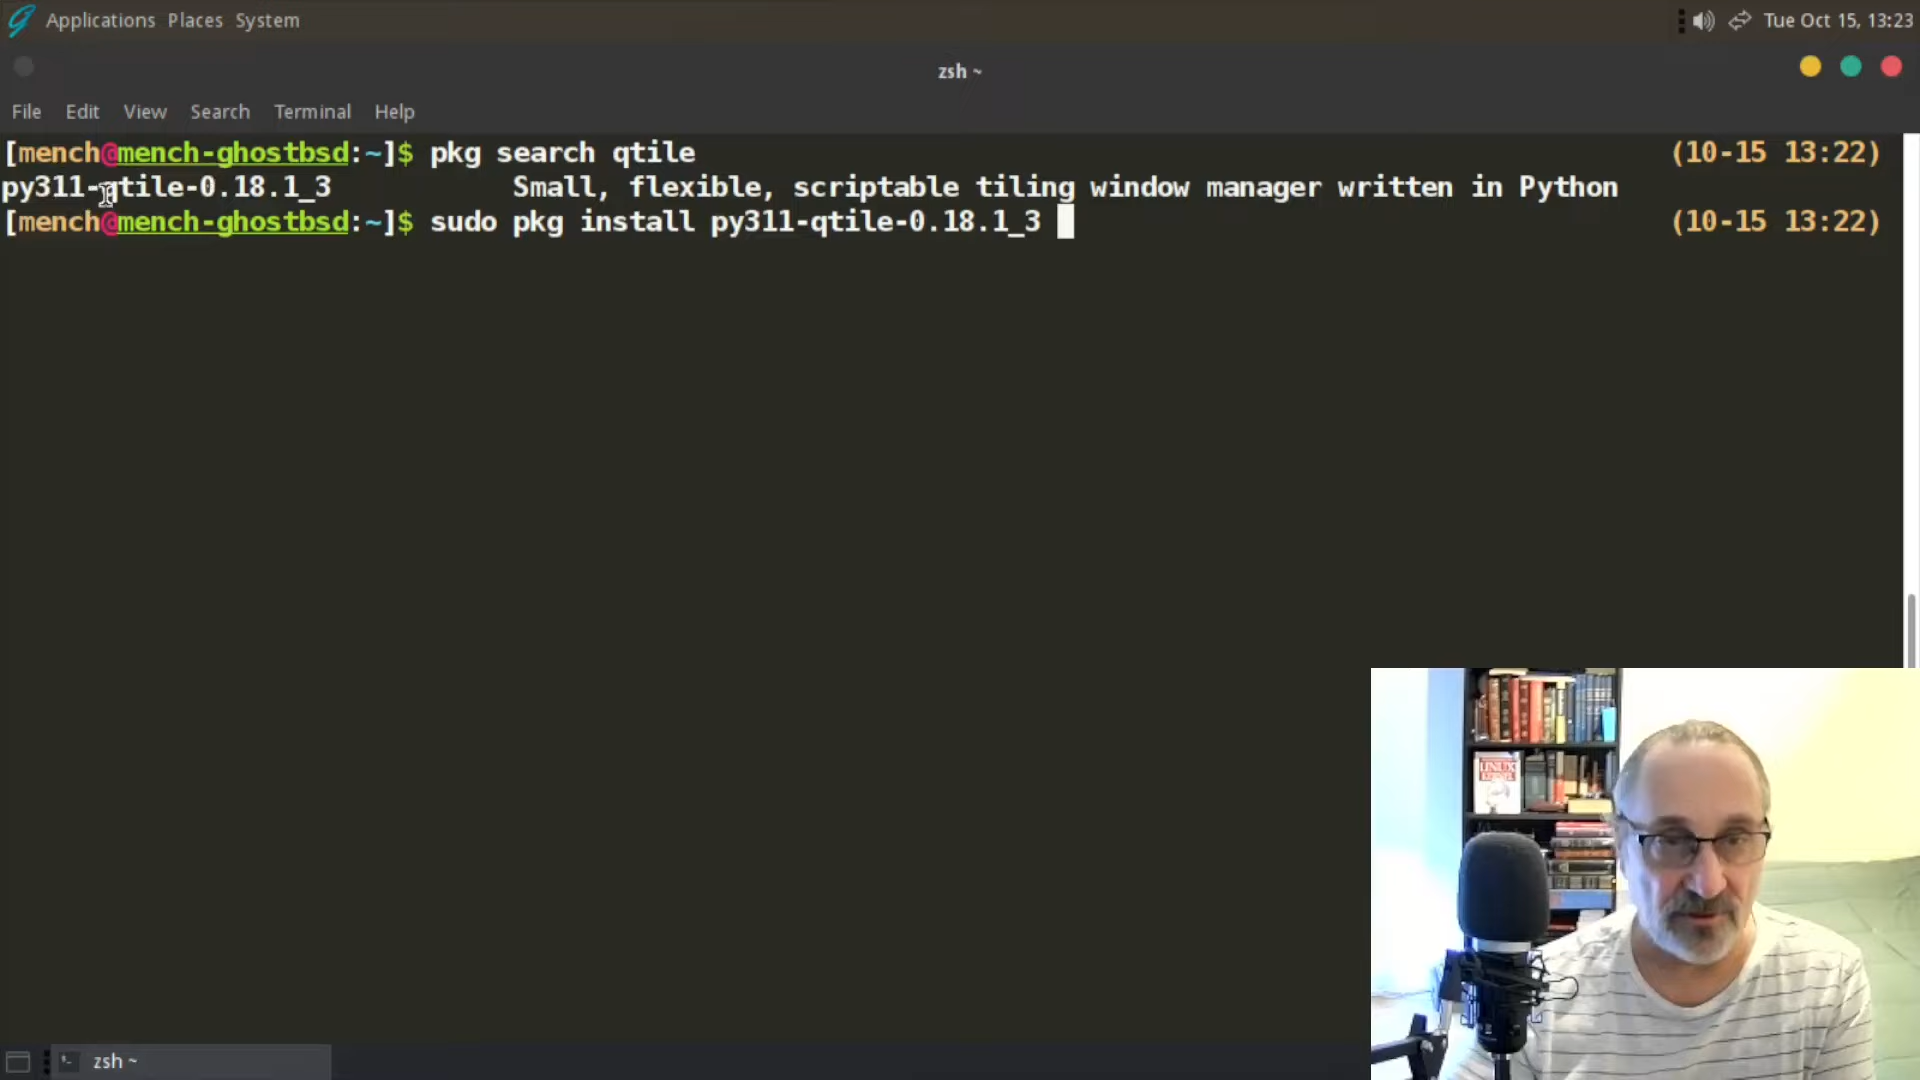 Applications Places System
Tue Oct 15, 13:23
zsh ~
File Edit View Search Terminal Help
[mench@mench-ghostbsd:~]$ pkg search qtile (10-15 13:22)
py311-qtile-0.18.1_3 Small, flexible, scriptable tiling window manager written in Python
[mench@mench-ghostbsd:~]$ sudo pkg install py311-qtile-0.18.1_3 (10-15 13:22)
LINUX
KERNEL
zsh ~